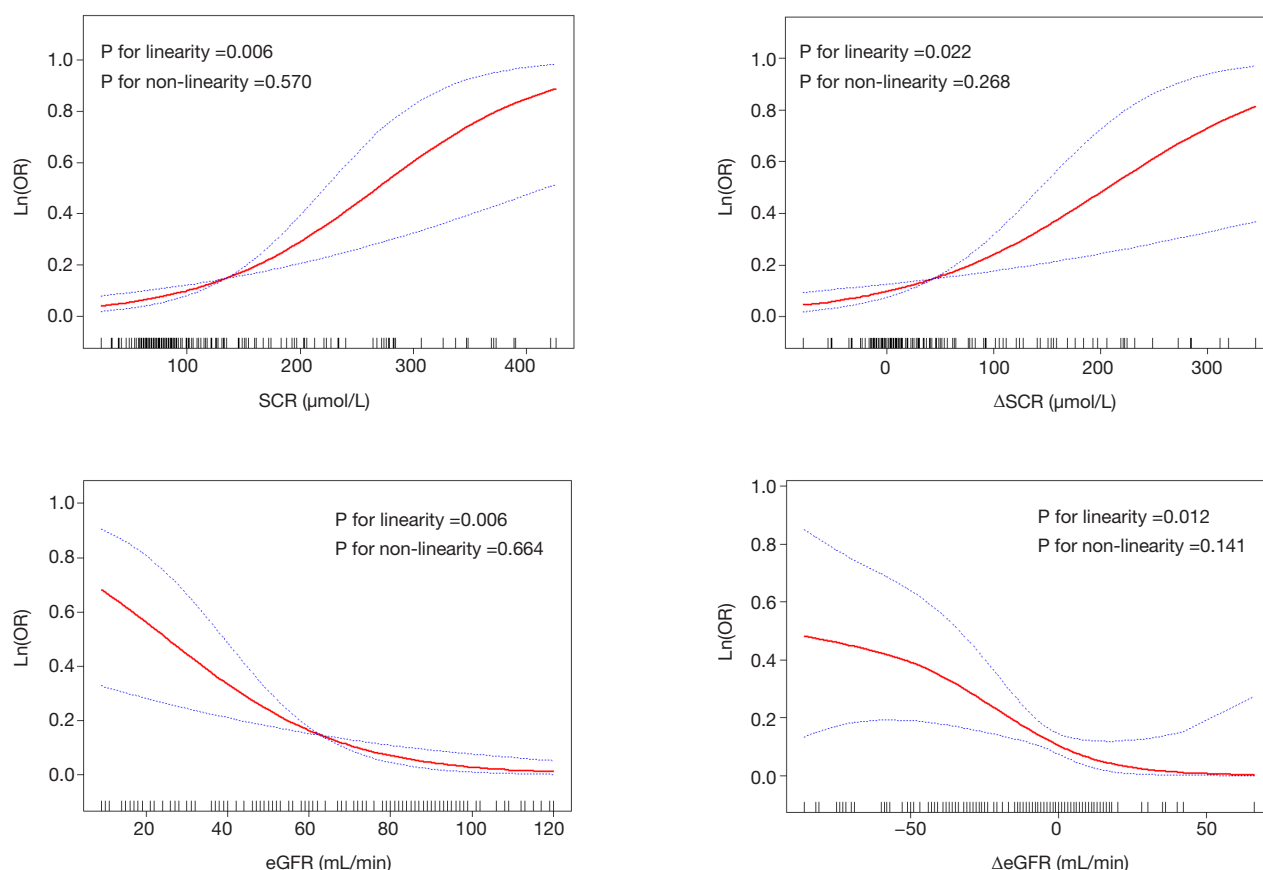 P for linearity =0.006
P for non-linearity =0.570
Ln(OR)
1.0
0.8
0.6
0.4
0.2
0.0
100 200 300 400
SCR (μmol/L)
P for linearity =0.022
P for non-linearity =0.268
Ln(OR)
1.0
0.8
0.6
0.4
0.2
0.0
0 100 200 300
ΔSCR (μmol/L)
P for linearity =0.006
P for non-linearity =0.664
Ln(OR)
1.0
0.8
0.6
0.4
0.2
0.0
20 40 60 80 100 120
eGFR (mL/min)
P for linearity =0.012
P for non-linearity =0.141
Ln(OR)
1.0
0.8
0.6
0.4
0.2
0.0
−50 0 50
ΔeGFR (mL/min)